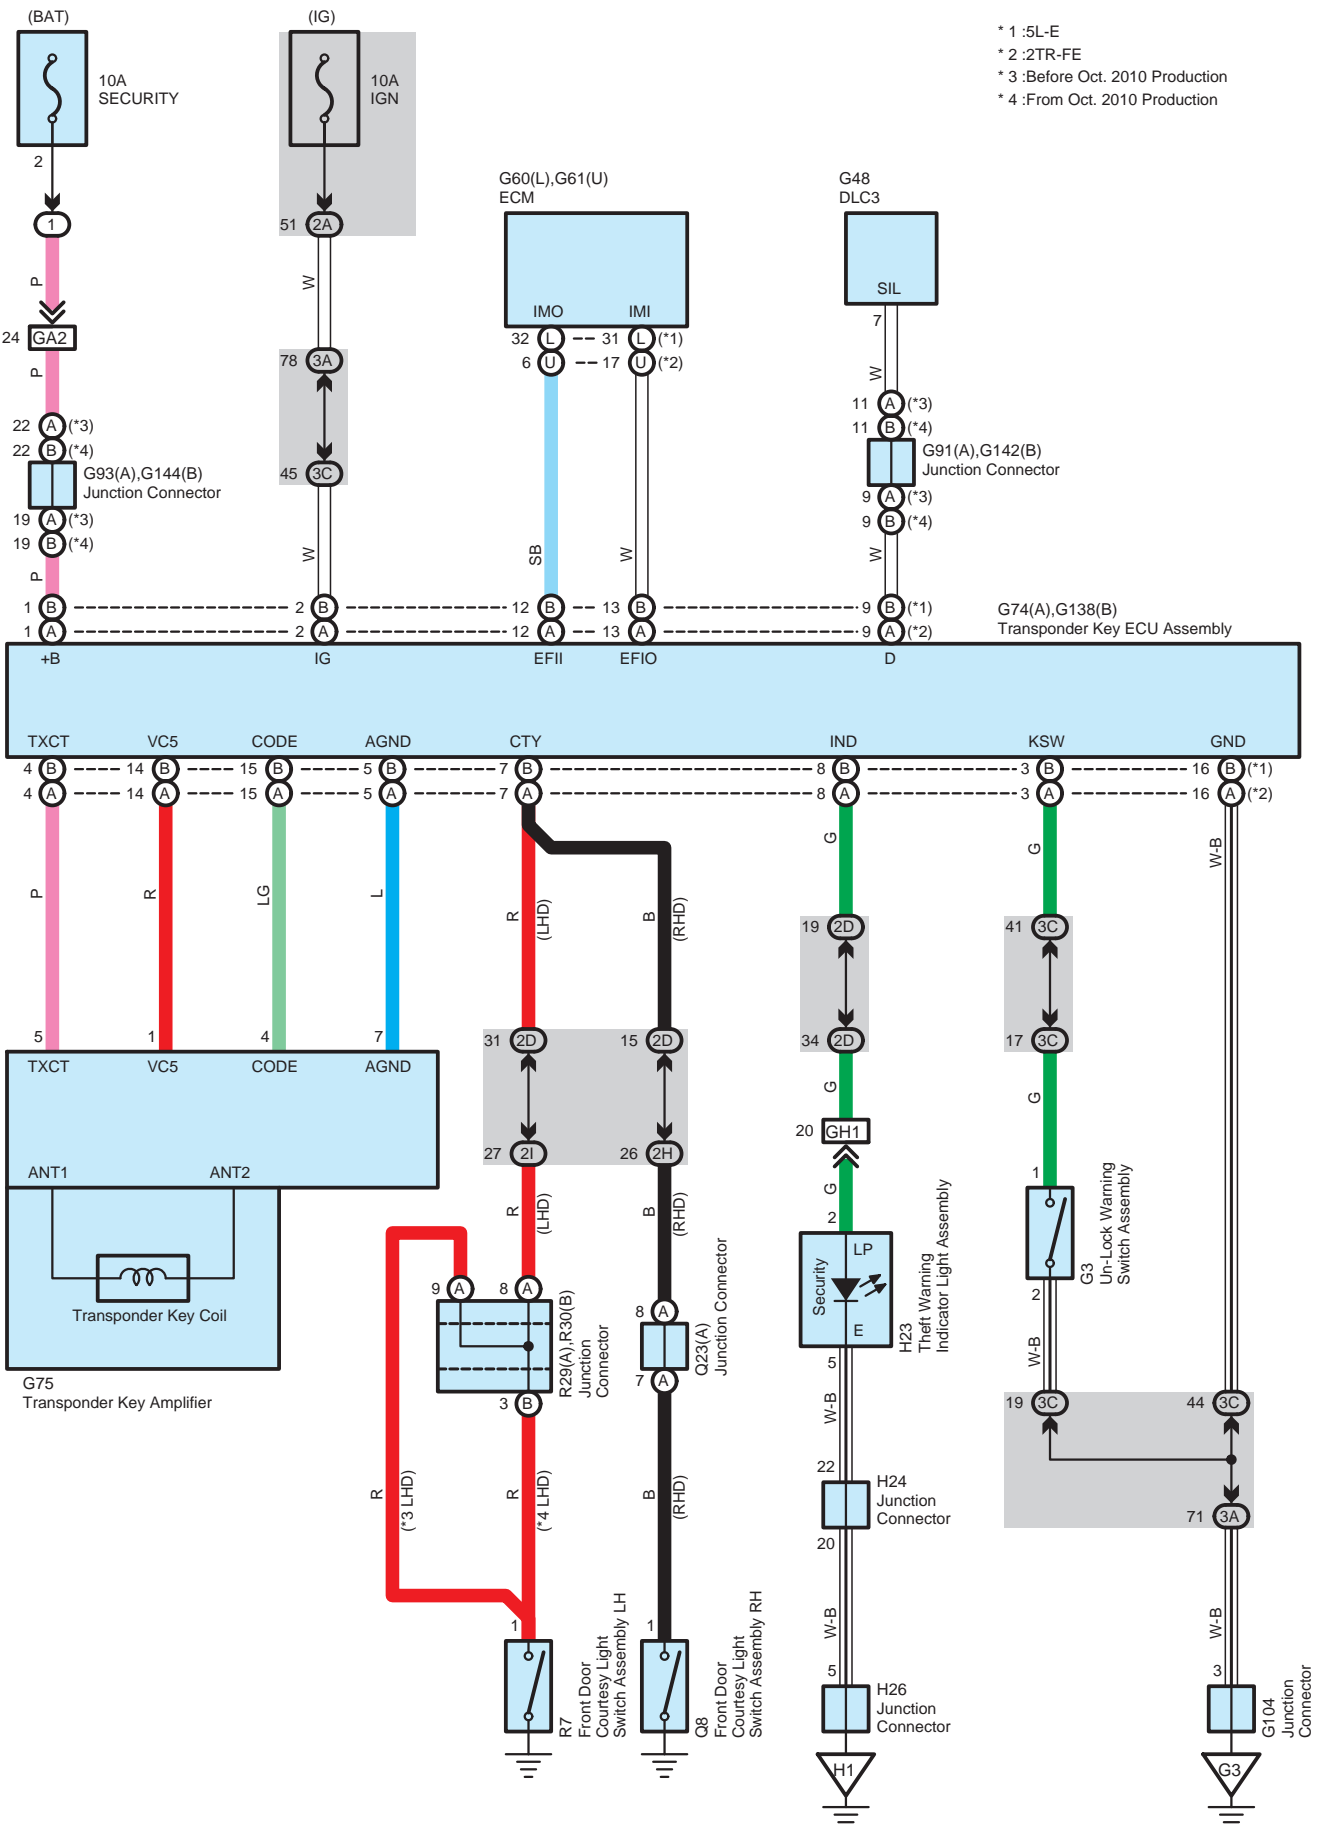 (BAT)
(IG)
* 1 :5L-E
* 2 :2TR-FE
* 3 :Before Oct. 2010 Production
* 4 :From Oct. 2010 Production
10A
SECURITY
10A
IGN
2
1
51 2A
G60(L),G61(U)
ECM
G48
DLC3
P
W
IMO
IMI
SIL
24 GA2
32 L 31 L (*1)
6 U 17 U (*2)
7
78 3A
P
W
11 A (*3)
11 B (*4)
22 A (*3)
22 B (*4)
G93(A),G144(B)
Junction Connector
45 3C
G91(A),G142(B)
Junction Connector
19 A (*3)
19 B (*4)
9 A (*3)
9 B (*4)
P
W
SB
W
W
1 B 2 B 12 B 13 B 9 B (*1)
1 A 2 A 12 A 13 A 9 A (*2)
G74(A),G138(B)
Transponder Key ECU Assembly
+B IG EFII EFIO D
TXCT VC5 CODE AGND CTY IND KSW GND
4 B 14 B 15 B 5 B 7 B 8 B 3 B 16 B (*1)
4 A 14 A 15 A 5 A 7 A 8 A 3 A 16 A (*2)
P
R
LG
L
R
(LHD)
B
(RHD)
G
G
W-B
19 2D
41 3C
5 1 4 7
31 2D
15 2D
34 2D
17 3C
TXCT VC5 CODE AGND
G
G
27 2I
26 2H
20 GH1
ANT1 ANT2
R
(LHD)
B
(RHD)
G
2
1
LP
Security
E
H23
Theft Warning
Indicator Light Assembly
G3
Un-Lock Warning
Switch Assembly
Transponder Key Coil
G75
Transponder Key Amplifier
9 A 8 A
R29(A),R30(B)
Junction
Connector
3 B
8 A
Q23(A)
Junction Connector
7 A
5
2
W-B
W-B
19 3C
44 3C
R
(*3 LHD)
R
(*4 LHD)
B
(RHD)
22
H24
Junction
Connector
20
71 3A
W-B
W-B
1
R7
Front Door
Courtesy Light
Switch Assembly LH
1
Q8
Front Door
Courtesy Light
Switch Assembly RH
5
H26
Junction
Connector
3
G104
Junction
Connector
H1
G3